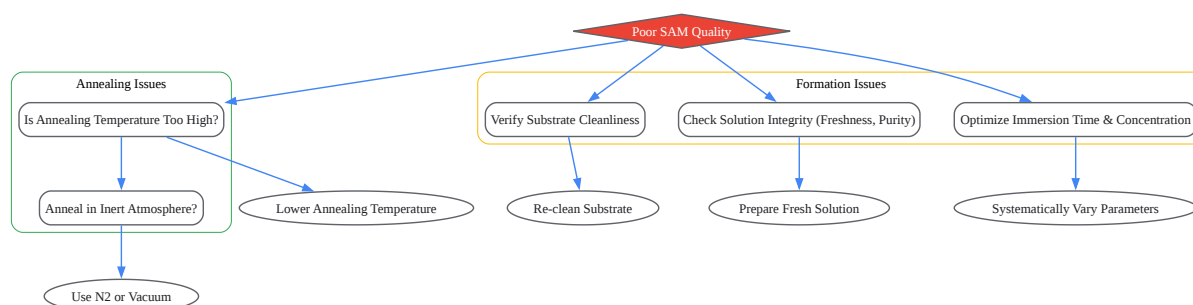 Poor SAM Quality
Annealing Issues
Formation Issues
Is Annealing Temperature Too High?
Verify Substrate Cleanliness
Check Solution Integrity (Freshness, Purity)
Optimize Immersion Time & Concentration
Anneal in Inert Atmosphere?
Lower Annealing Temperature
Re-clean Substrate
Prepare Fresh Solution
Systematically Vary Parameters
Use N2 or Vacuum